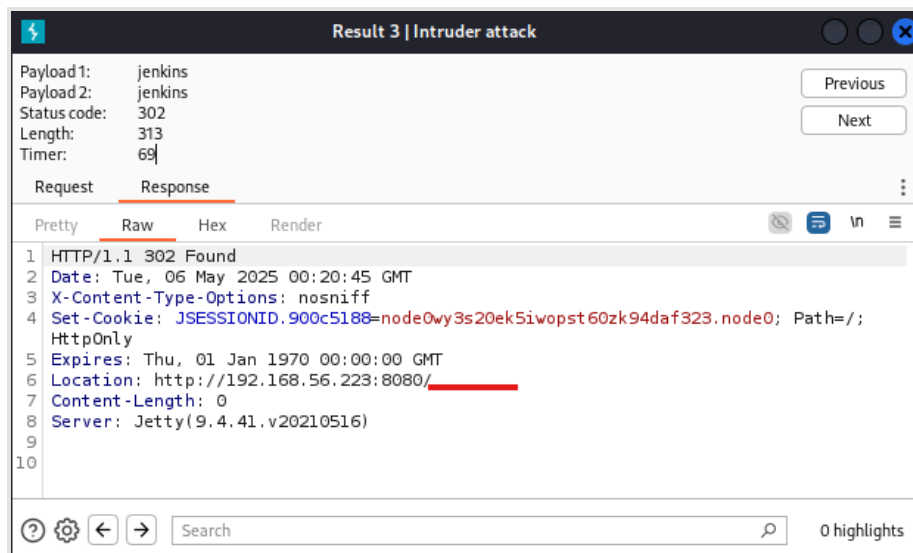 Result 3 | Intruder attack
Payload 1: jenkins
Payload 2: jenkins
Status code: 302
Length: 313
Timer: 69
Previous
Next
Request Response
Pretty Raw Hex Render \n
1 HTTP/1.1 302 Found
2 Date: Tue, 06 May 2025 00:20:45 GMT
3 X-Content-Type-Options: nosniff
4 Set-Cookie: JSESSIONID.900c5188=node0wy3s20ek5iwopst60zk94daf323.node0; Path=/;
HttpOnly
5 Expires: Thu, 01 Jan 1970 00:00:00 GMT
6 Location: http://192.168.56.223:8080/
7 Content-Length: 0
8 Server: Jetty(9.4.41.v20210516)
9
10
Search 0 highlights